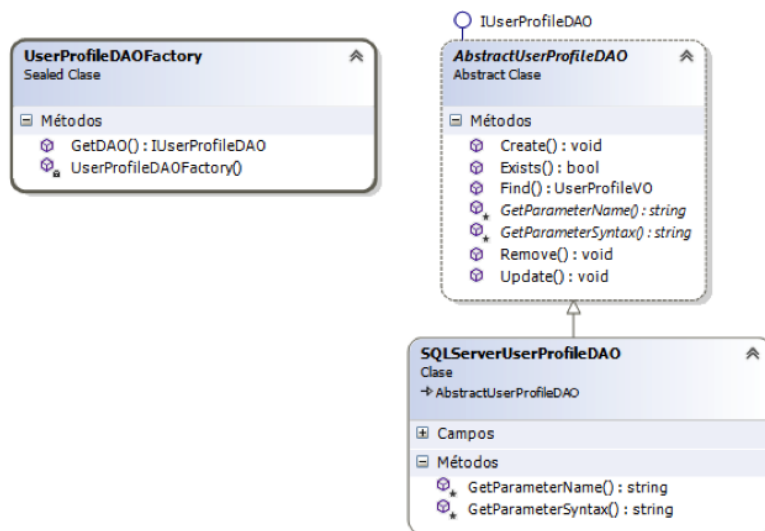 UserProfileDAOFactory
Sealed Clase
Métodos
GetDAO() : IUserProfileDAO
UserProfileDAOFactory()
IUserProfileDAO
AbstractUserProfileDAO
Abstract Clase
Métodos
Create() : void
Exists() : bool
Find() : UserProfileVO
GetParameterName() : string
GetParameterSyntax() : string
Remove() : void
Update() : void
SQLServerUserProfileDAO
Clase
AbstractUserProfileDAO
Campos
Métodos
GetParameterName() : string
GetParameterSyntax() : string